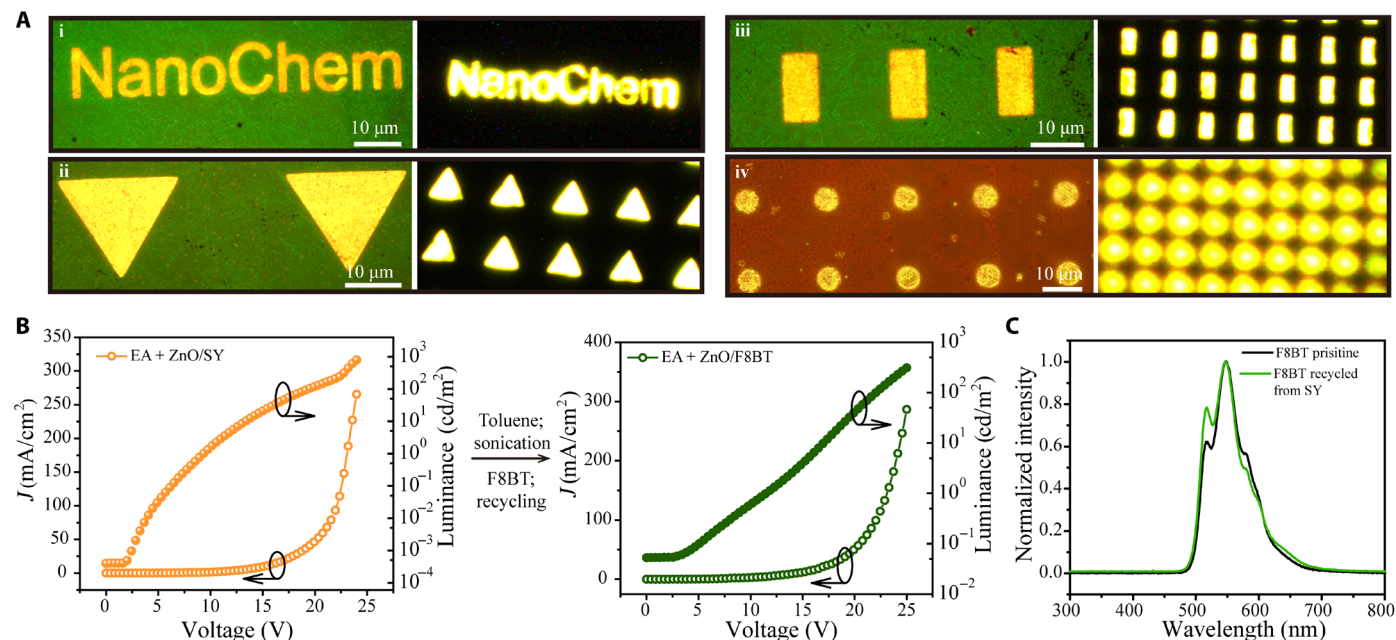 A
i
NanoChem
10 μm
NanoChem
ii
10 μm
iii
10 μm
iv
10 μm
B
EA + ZnO/SY
J (mA/cm²)
350
300
250
200
150
100
50
0
0 5 10 15 20 25
Voltage (V)
10³
10²
10¹
10⁰
10⁻¹
10⁻²
10⁻³
10⁻⁴
Luminance (cd/m²)
Toluene;
sonication
F8BT;
recycling
EA + ZnO/F8BT
J (mA/cm²)
400
300
200
100
0
0 5 10 15 20 25
Voltage (V)
10³
10²
10¹
10⁰
10⁻¹
10⁻²
Luminance (cd/m²)
C
F8BT prisitine
F8BT recycled
from SY
Normalized intensity
1.0
0.8
0.6
0.4
0.2
0.0
300 400 500 600 700 800
Wavelength (nm)